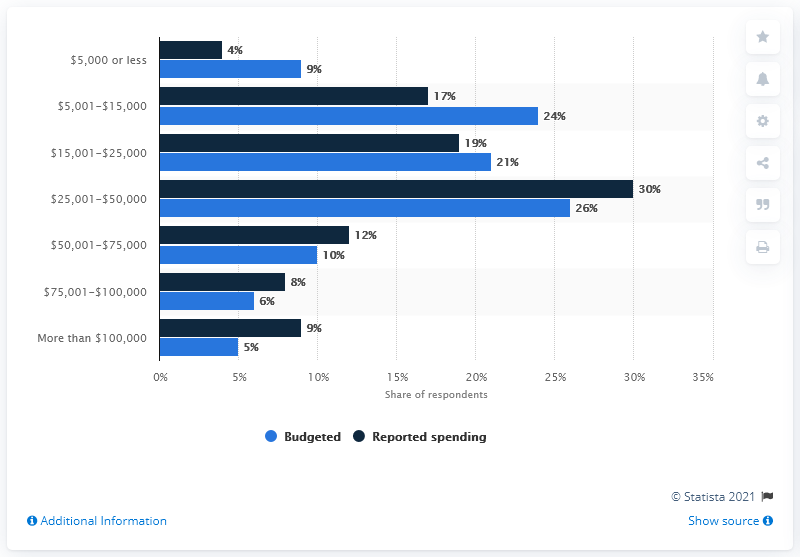 $5,000 or less
4%
9%
$5,001–$15,000
17%
24%
$15,001–$25,000
19%
21%
$25,001–$50,000
30%
26%
$50,001–$75,000
12%
10%
$75,001–$100,000
8%
6%
More than $100,000
9%
5%
0% 5% 10% 15% 20% 25% 30% 35%
Share of respondents
Budgeted Reported spending
© Statista 2021
Additional Information Show source